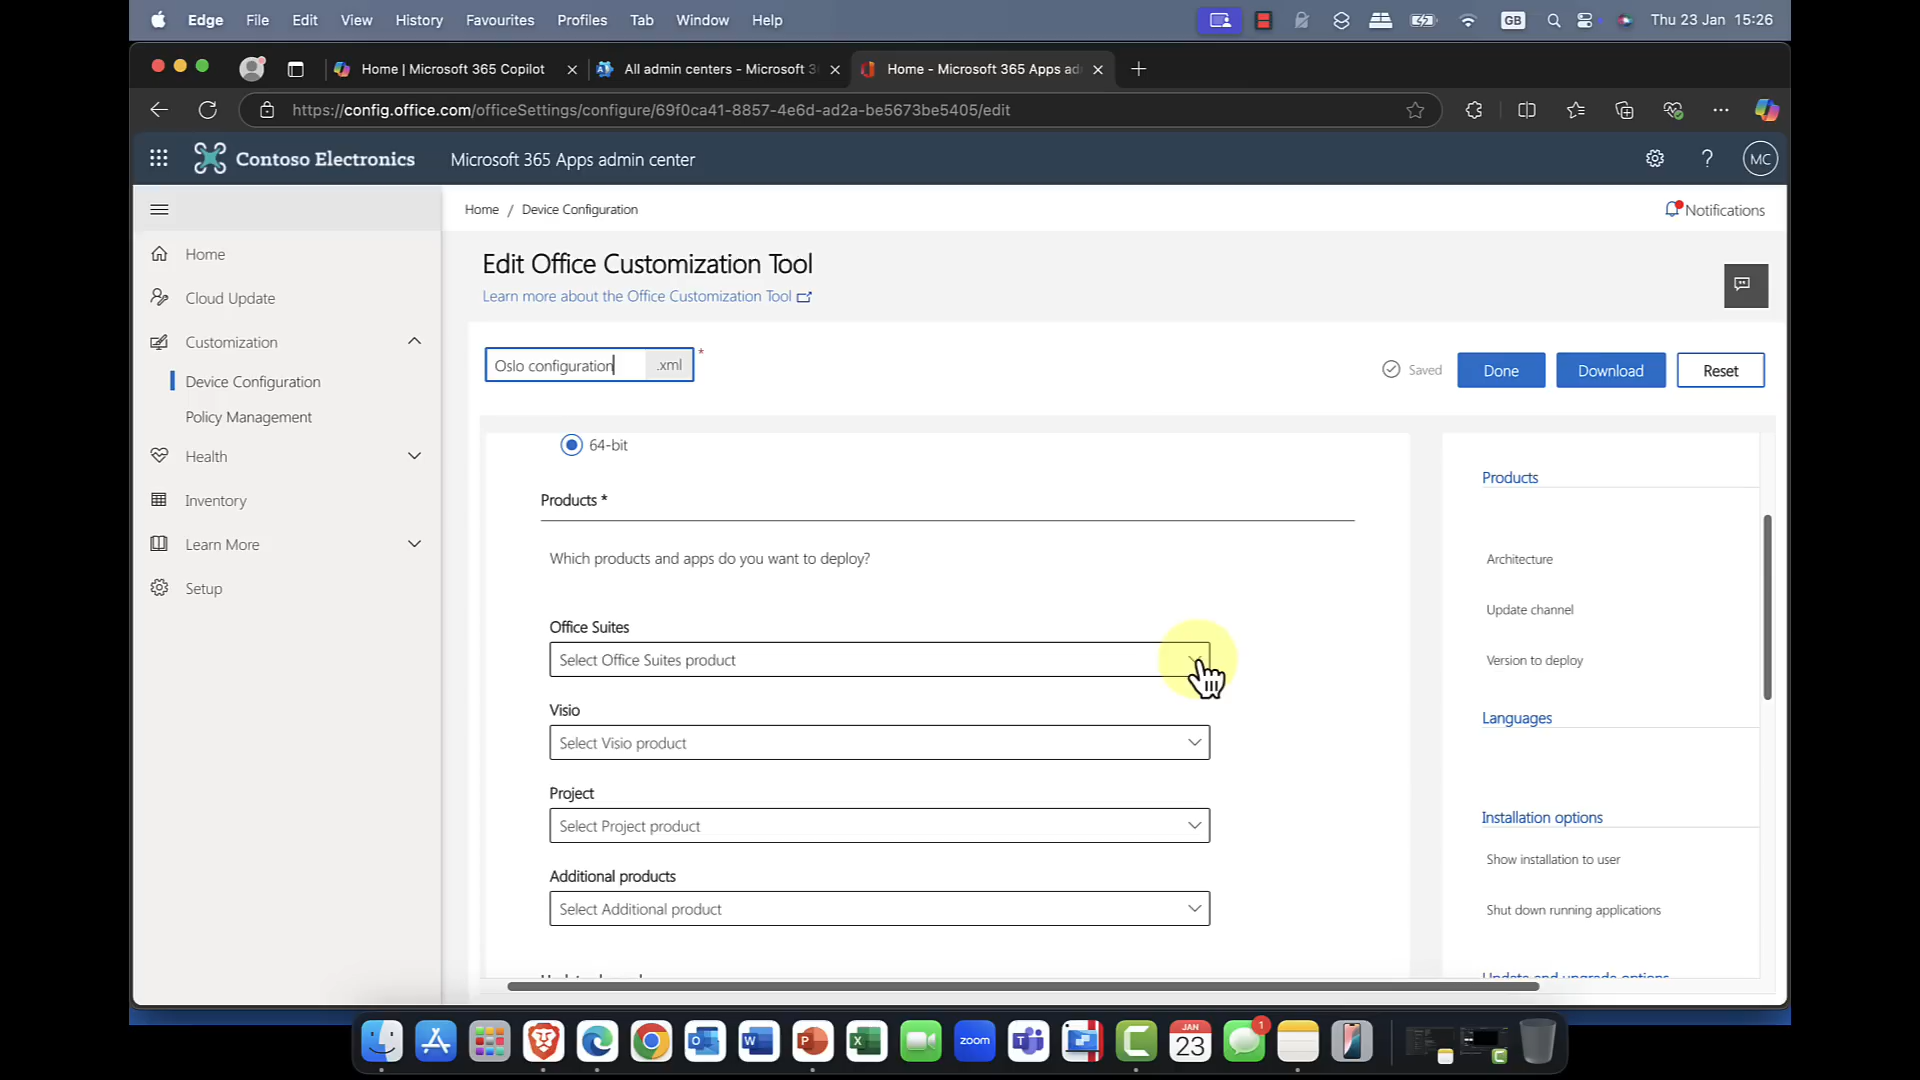 Edge File Edit View History Favourites Profiles Tab Window Help GB Thu 23 Jan 15:26
Home | Microsoft 365 Copilot All admin centers - Microsoft 3 Home - Microsoft 365 Apps ad
https://config.office.com/officeSettings/configure/69f0ca41-8857-4e6d-ad2a-be5673be5405/edit
Contoso Electronics Microsoft 365 Apps admin center ? MC
Home / Device Configuration Notifications
Home
Cloud Update
Customization
Device Configuration
Policy Management
Health
Inventory
Learn More
Setup
Edit Office Customization Tool
Learn more about the Office Customization Tool
Oslo configuration .xml *
Saved Done Download Reset
64-bit
Products *
Which products and apps do you want to deploy?
Office Suites
Select Office Suites product
Visio
Select Visio product
Project
Select Project product
Additional products
Select Additional product
Products
Architecture
Update channel
Version to deploy
Languages
Installation options
Show installation to user
Shut down running applications
Update and upgrade options
zoom
JAN
23
1